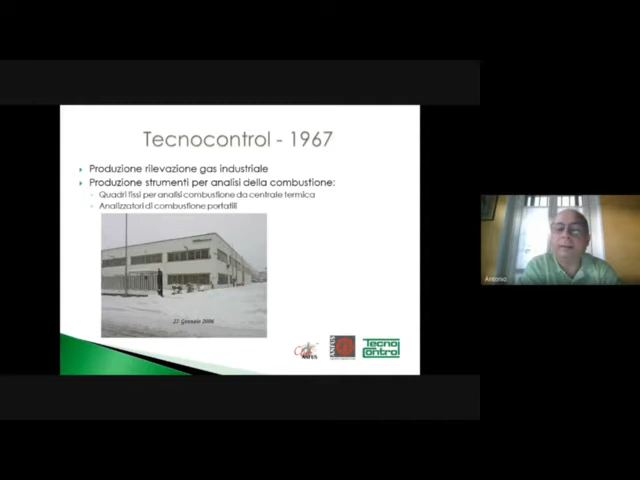 Tecnocontrol - 1967
Produzione rilevazione gas industriale
Produzione strumenti per analisi della combustione:
Quadri fissi per analisi combustione da centrale termica
Analizzatori di combustione portatili
27 Gennaio 2006
Tecno
Control
Antonio